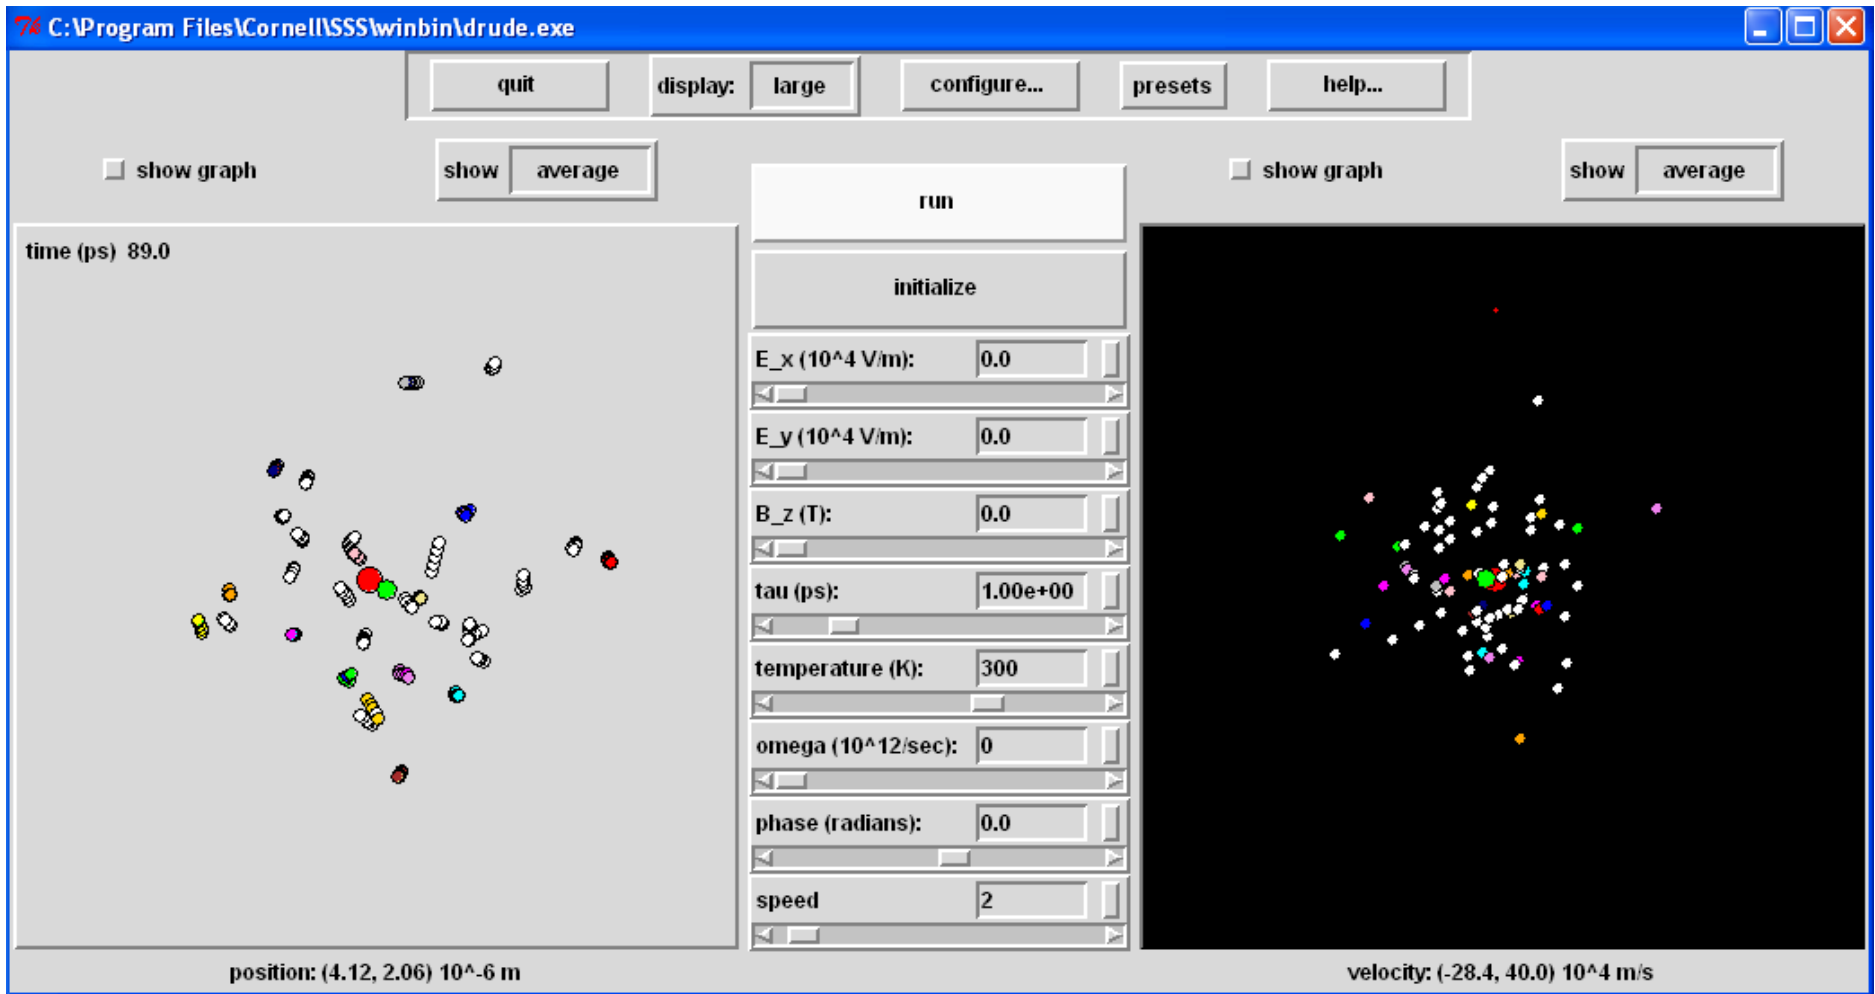 7% C:\Program Files\Cornell\SSS\winbin\drude.exe
quit display: large configure... presets help...
show graph show average
show graph show average
run
initialize
time (ps) 89.0
E_x (10^4 V/m): 0.0
E_y (10^4 V/m): 0.0
B_z (T): 0.0
tau (ps): 1.00e+00
temperature (K): 300
omega (10^12/sec): 0
phase (radians): 0.0
speed 2
position: (4.12, 2.06) 10^-6 m
velocity: (-28.4, 40.0) 10^4 m/s